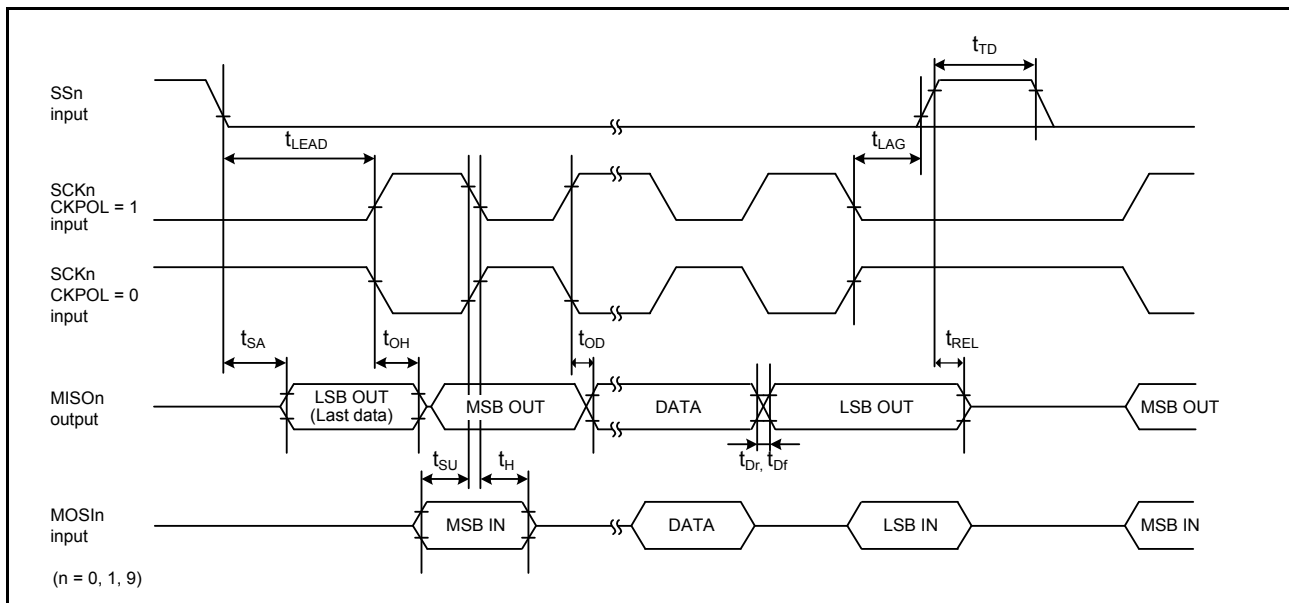 tTD
SSn
input
tLEAD
tLAG
SCKn
CKPOL = 1
input
SCKn
CKPOL = 0
input
tSA
tOH
tOD
tREL
MISOn
output
LSB OUT
(Last data)
MSB OUT
DATA
LSB OUT
MSB OUT
tSU
tH
tDr, tDf
MOSIn
input
MSB IN
DATA
LSB IN
MSB IN
(n = 0, 1, 9)